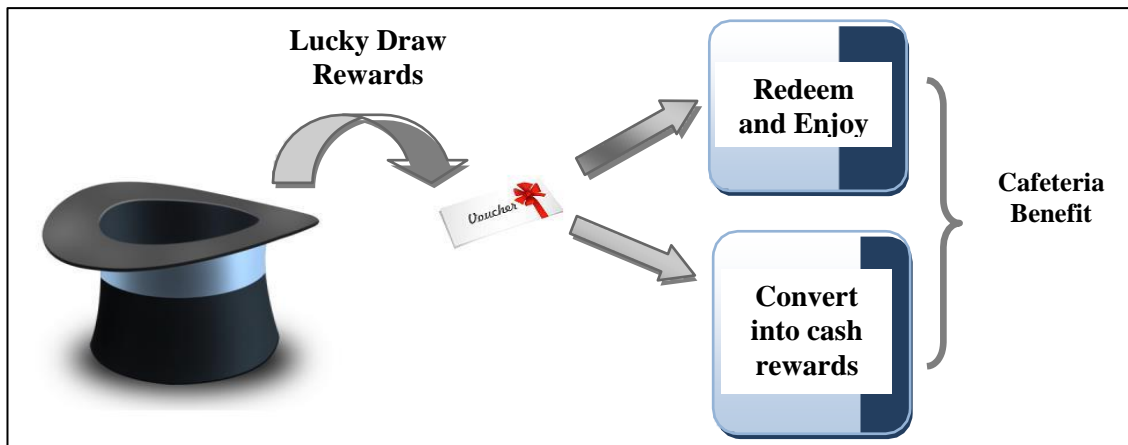 Lucky Draw
Rewards
Voucher
Redeem
and Enjoy
Convert
into cash
rewards
Cafeteria
Benefit